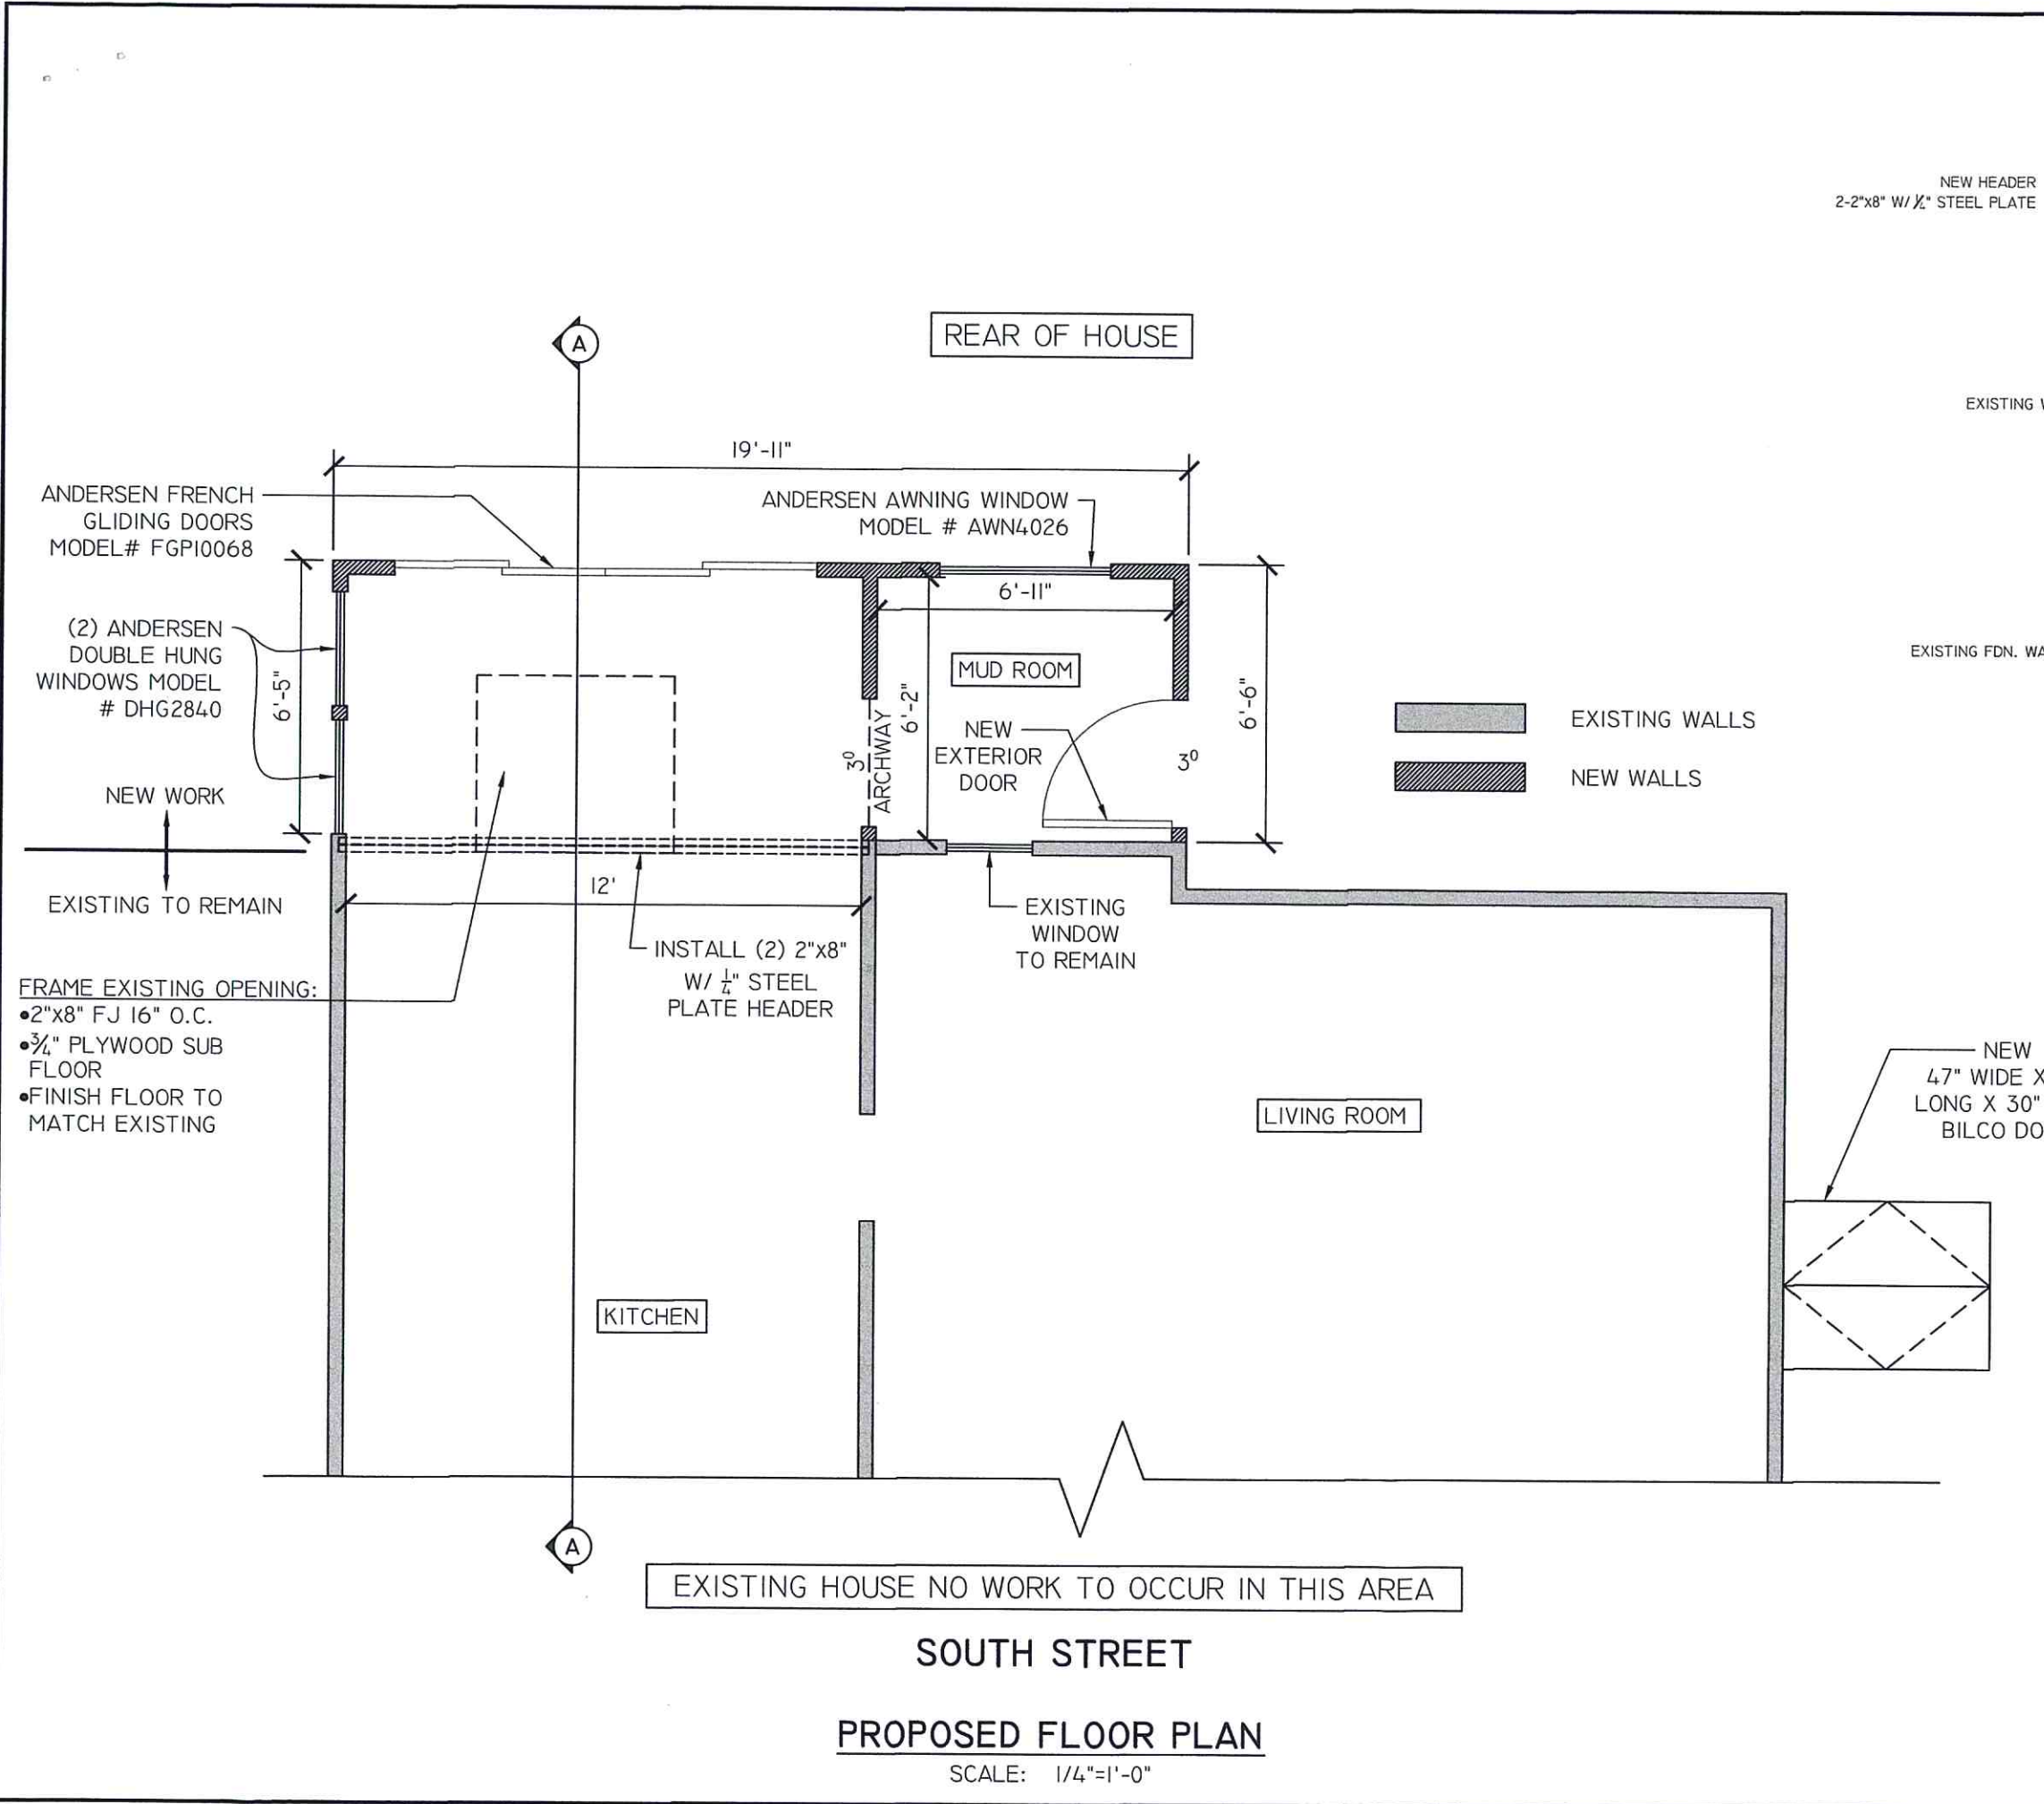 NEW HEADER
2-2"x8" W/ ¼" STEEL PLATE
A
REAR OF HOUSE
EXISTING
19'-11"
ANDERSEN FRENCH
GLIDING DOORS
MODEL# FGP10068
ANDERSEN AWNING WINDOW
MODEL # AWN4026
6'-11"
(2) ANDERSEN
DOUBLE HUNG
WINDOWS MODEL
# DHG2840
6'-5"
MUD ROOM
6'-2"
6'-6"
EXISTING FDN.
3⁰
ARCHWAY
NEW
EXTERIOR
DOOR
3⁰
EXISTING WALLS
NEW WALLS
NEW WORK
EXISTING TO REMAIN
12'
EXISTING
WINDOW
TO REMAIN
INSTALL (2) 2"x8"
W/ ¼" STEEL
PLATE HEADER
FRAME EXISTING OPENING:
•2"x8" FJ 16" O.C.
•¾" PLYWOOD SUB
FLOOR
•FINISH FLOOR TO
MATCH EXISTING
NEW
47" WIDE X
LONG X 30"
BILCO
LIVING ROOM
KITCHEN
A
EXISTING HOUSE NO WORK TO OCCUR IN THIS AREA
SOUTH STREET
PROPOSED FLOOR PLAN
SCALE: 1/4"=1'-0"